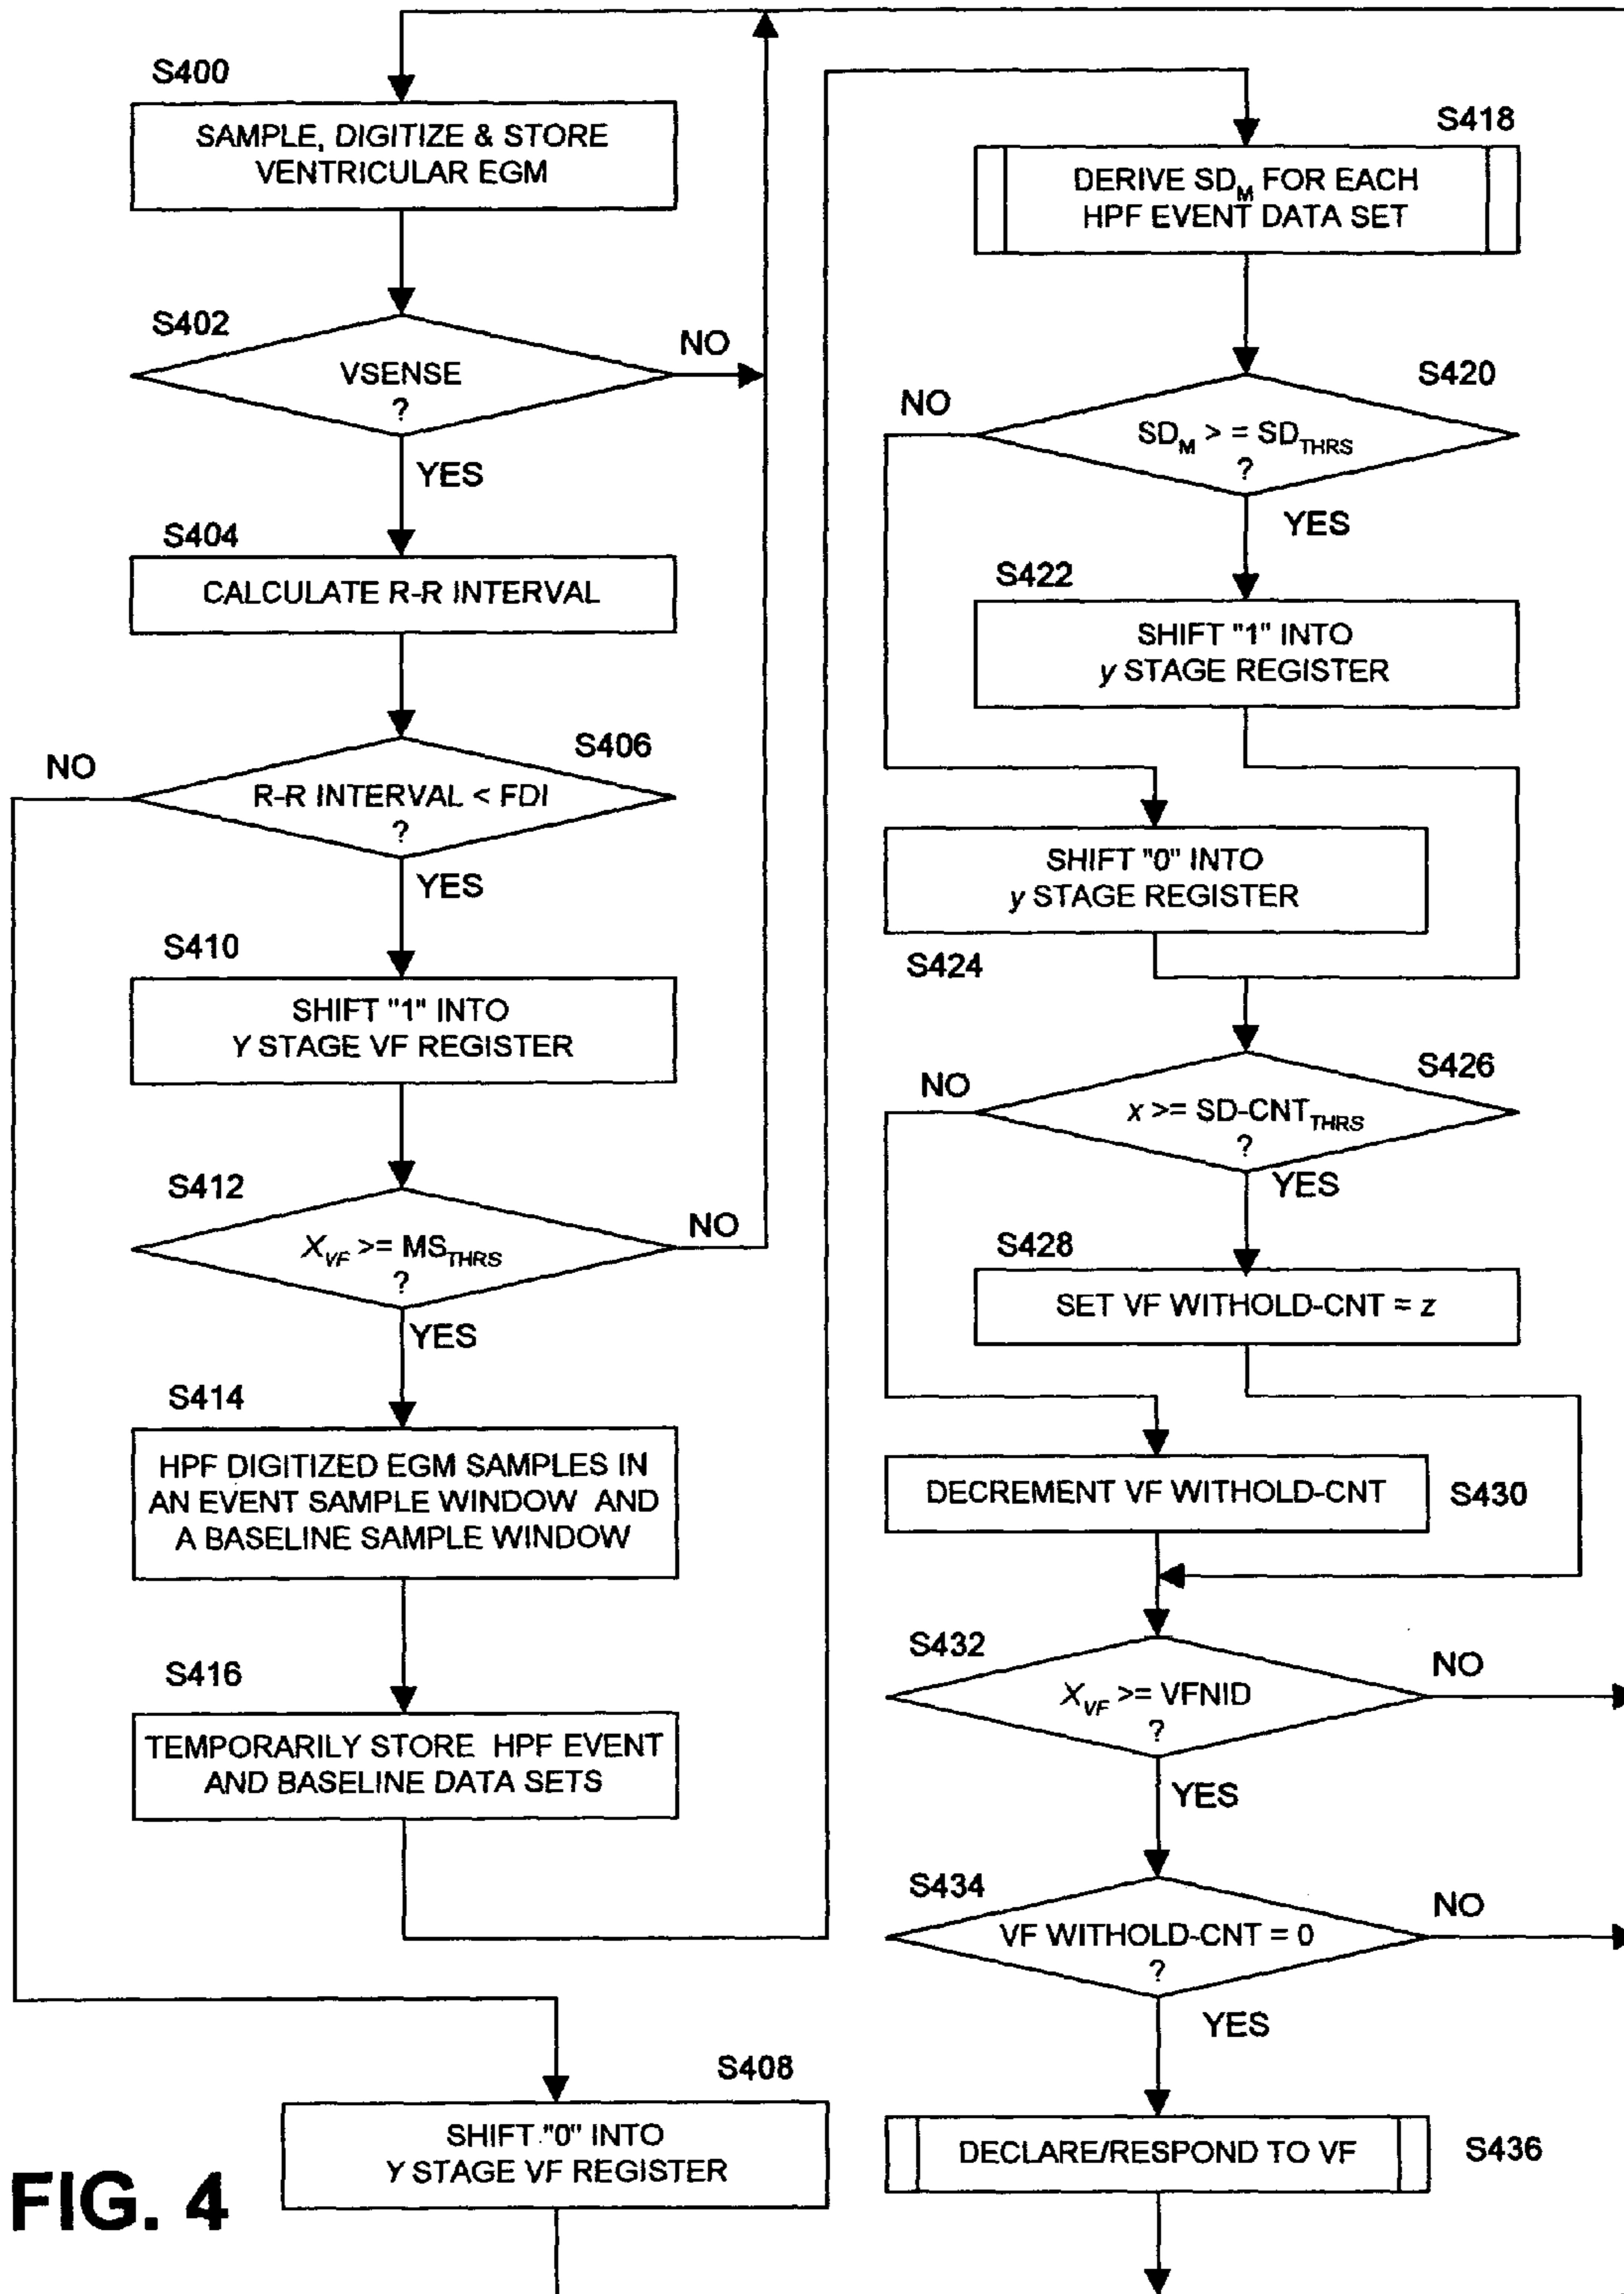 S400
SAMPLE, DIGITIZE & STORE
VENTRICULAR EGM
S402
VSENSE
?
NO
YES
S404
CALCULATE R-R INTERVAL
S406
NO
R-R INTERVAL < FDI
?
YES
S410
SHIFT "1" INTO
Y STAGE VF REGISTER
S412
X_VF >= MS_THRS
?
NO
YES
S414
HPF DIGITIZED EGM SAMPLES IN
AN EVENT SAMPLE WINDOW AND
A BASELINE SAMPLE WINDOW
S416
TEMPORARILY STORE HPF EVENT
AND BASELINE DATA SETS
S408
SHIFT "0" INTO
Y STAGE VF REGISTER
S418
DERIVE SD_M FOR EACH
HPF EVENT DATA SET
S420
NO
SD_M > = SD_THRS
?
YES
S422
SHIFT "1" INTO
y STAGE REGISTER
SHIFT "0" INTO
y STAGE REGISTER
S424
S426
NO
x >= SD-CNT_THRS
?
YES
S428
SET VF WITHOLD-CNT = z
DECREMENT VF WITHOLD-CNT
S430
S432
X_VF >= VFNID
?
NO
YES
S434
VF WITHOLD-CNT = 0
?
NO
YES
DECLARE/RESPOND TO VF
S436
FIG. 4